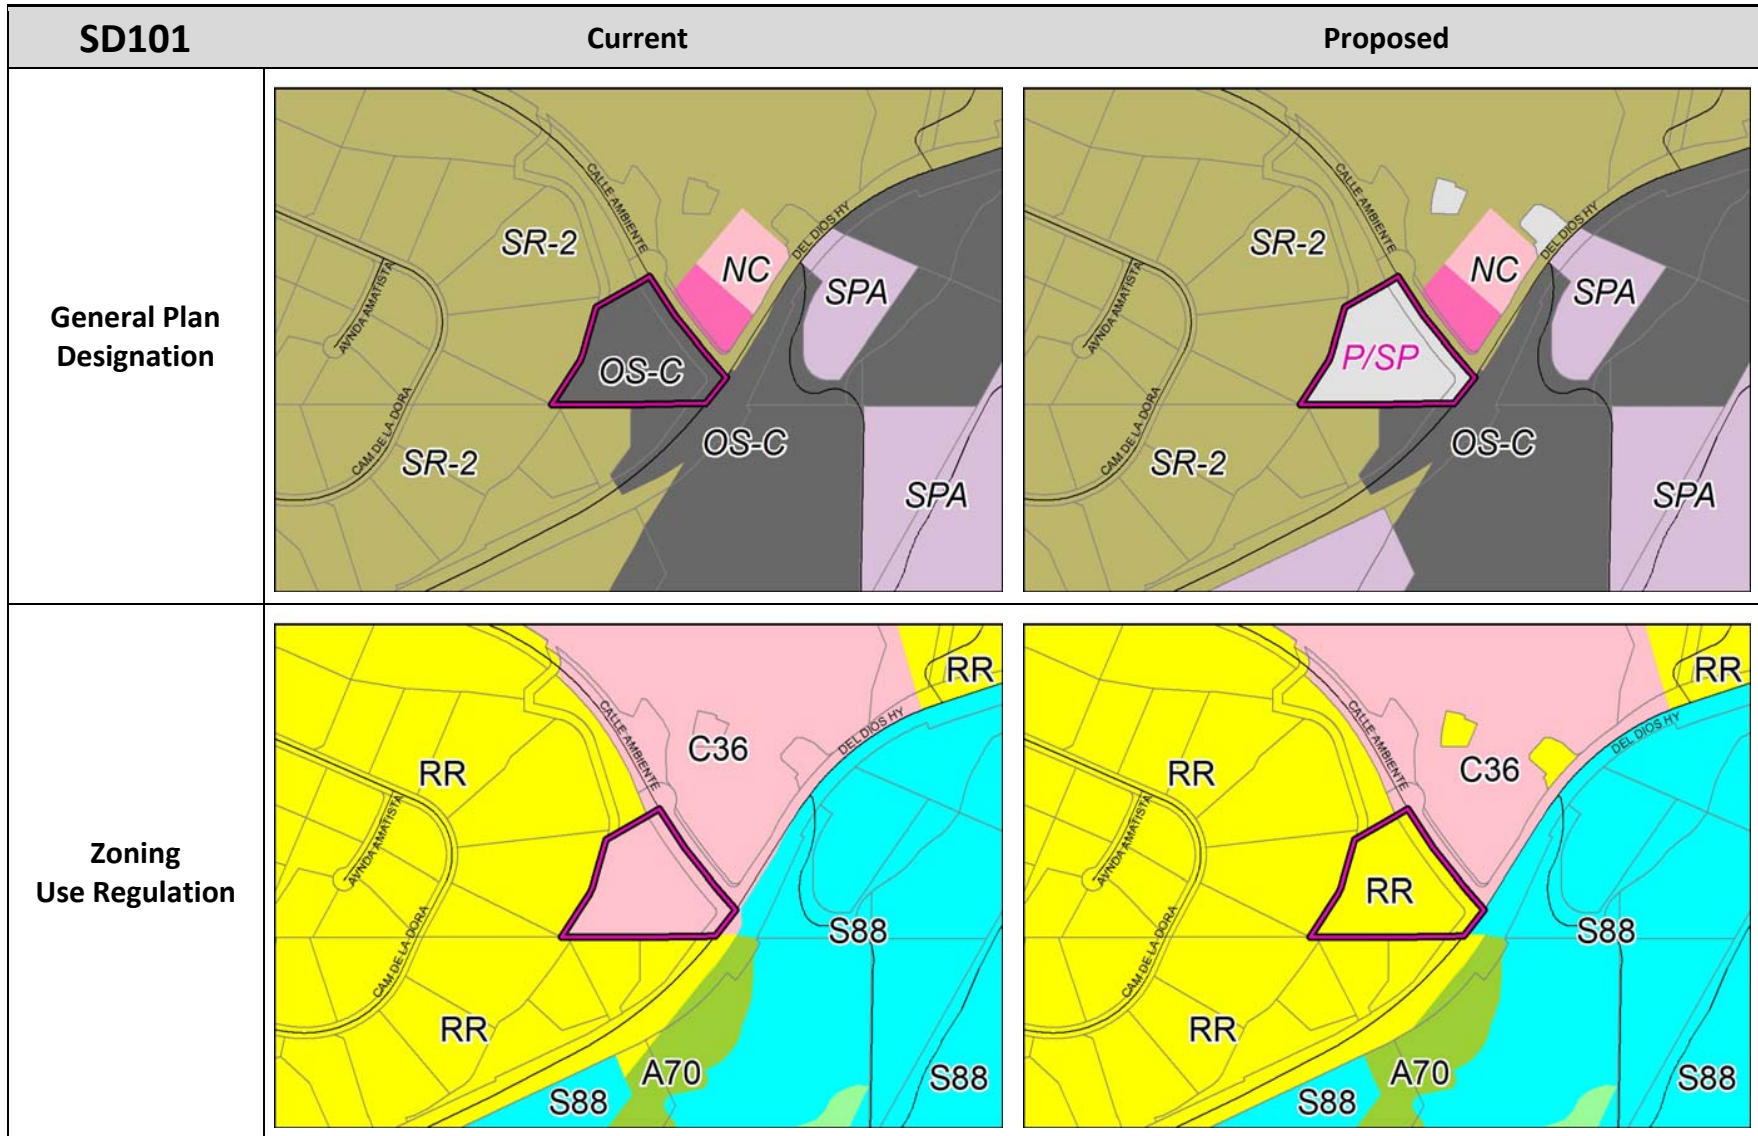 SD101
Current
Proposed
General Plan
Designation
CALLE AMBIENTE
DEL DIOS HY
SR-2
NC
SPA
AVNDA AMATISTA
OS-C
CAM DE LA DORA
SR-2
OS-C
SPA
CALLE AMBIENTE
DEL DIOS HY
SR-2
NC
SPA
AVNDA AMATISTA
P/SP
CAM DE LA DORA
SR-2
OS-C
SPA
Zoning
Use Regulation
RR
CALLE AMBIENTE
DEL DIOS HY
C36
RR
AVNDA AMATISTA
CAM DE LA DORA
S88
RR
A70
S88
S88
RR
CALLE AMBIENTE
DEL DIOS HY
C36
RR
AVNDA AMATISTA
RR
CAM DE LA DORA
S88
RR
A70
S88
S88